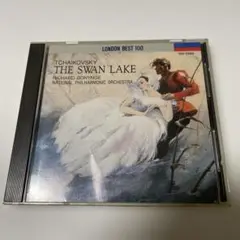 LONDON BEST 100
TCHAIKOVSKY
THE SWAN LAKE
RICHARD BONYNGE
NATIONAL PHILHARMONIC ORCHESTRA